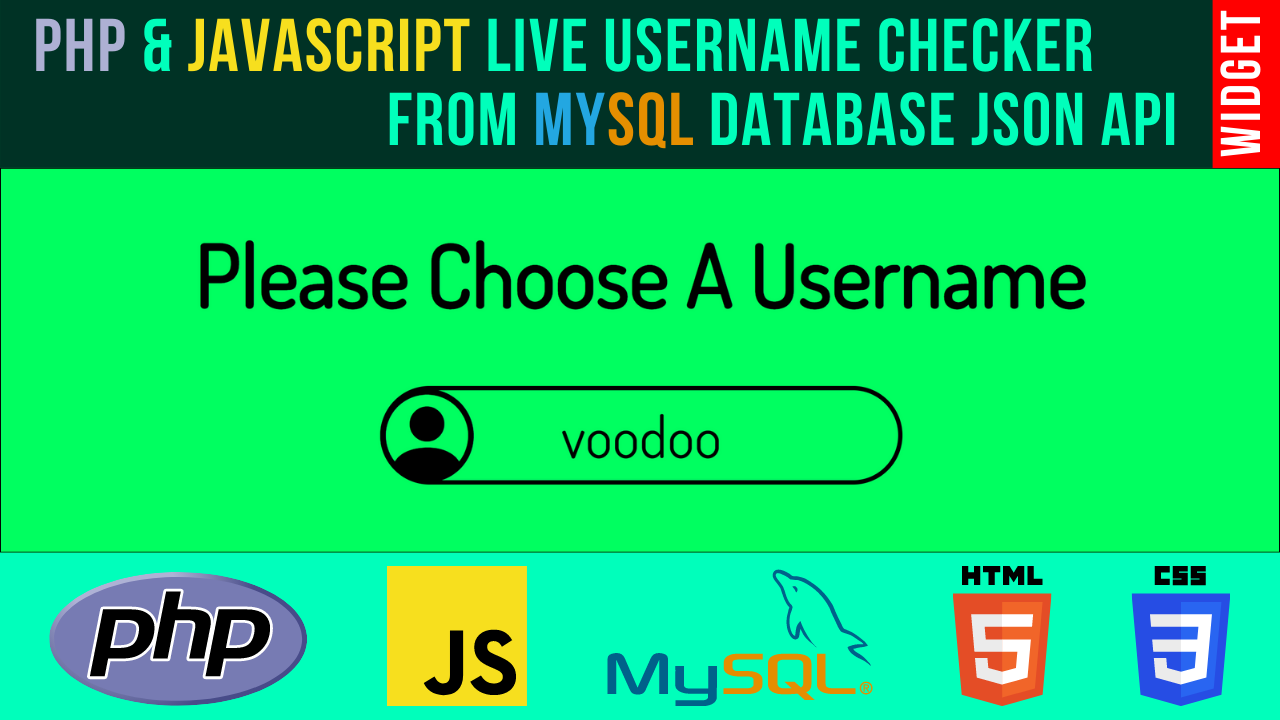 PHP & JAVASCRIPT LIVE USERNAME CHECKER
FROM MYSQL DATABASE JSON API
WIDGET
Please Choose A Username
voodoo
php
JS
MySQL®
HTML
5
CSS
3